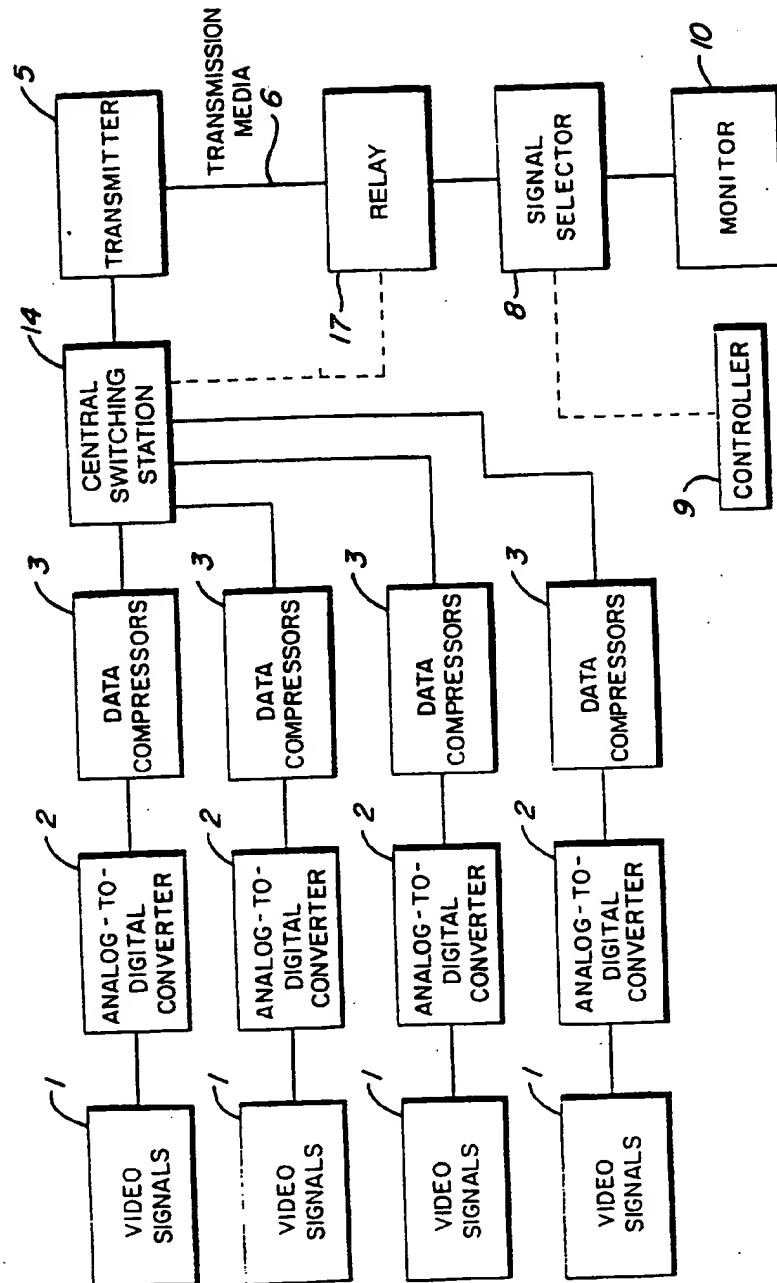 1
VIDEO
SIGNALS
2
ANALOG-TO-
DIGITAL
CONVERTER
3
DATA
COMPRESSORS
14
CENTRAL
SWITCHING
STATION
5
TRANSMITTER
1
VIDEO
SIGNALS
2
ANALOG-TO-
DIGITAL
CONVERTER
3
DATA
COMPRESSORS
TRANSMISSION
MEDIA
6
1
VIDEO
SIGNALS
2
ANALOG-TO-
DIGITAL
CONVERTER
3
DATA
COMPRESSORS
17
RELAY
1
VIDEO
SIGNALS
2
ANALOG-TO-
DIGITAL
CONVERTER
3
DATA
COMPRESSORS
8
SIGNAL
SELECTOR
9
CONTROLLER
10
MONITOR